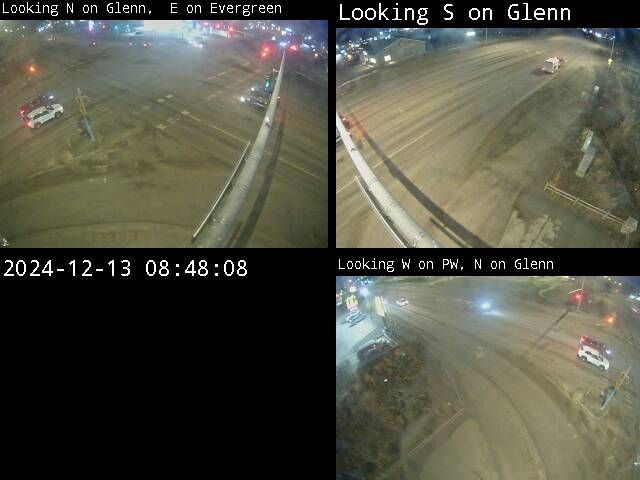 Looking N on Glenn,  E on Evergreen
Looking S on Glenn
2024-12-13 08:48:08
Looking W on PW, N on Glenn